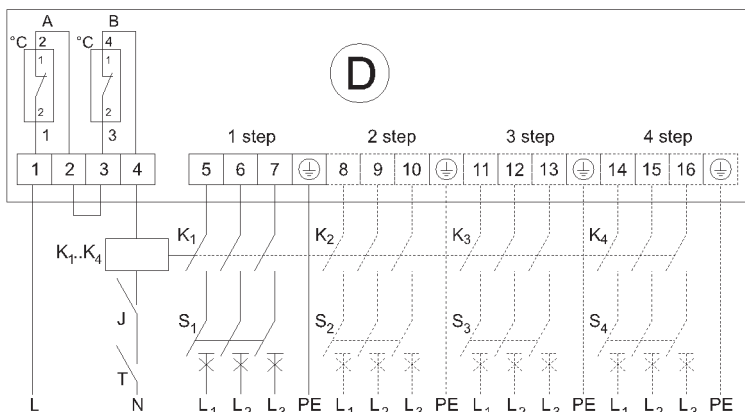 A B
°C 2 °C 4
D
1 1
2 2
1 3
1 step 2 step 3 step 4 step
1 2 3 4 5 6 7 8 9 10 11 12 13 14 15 16
K₁ K₂ K₃ K₄
K₁..K₄
J S₁ S₂ S₃ S₄
T
L N L₁ L₂ L₃ PE L₁ L₂ L₃ PE L₁ L₂ L₃ PE L₁ L₂ L₃ PE